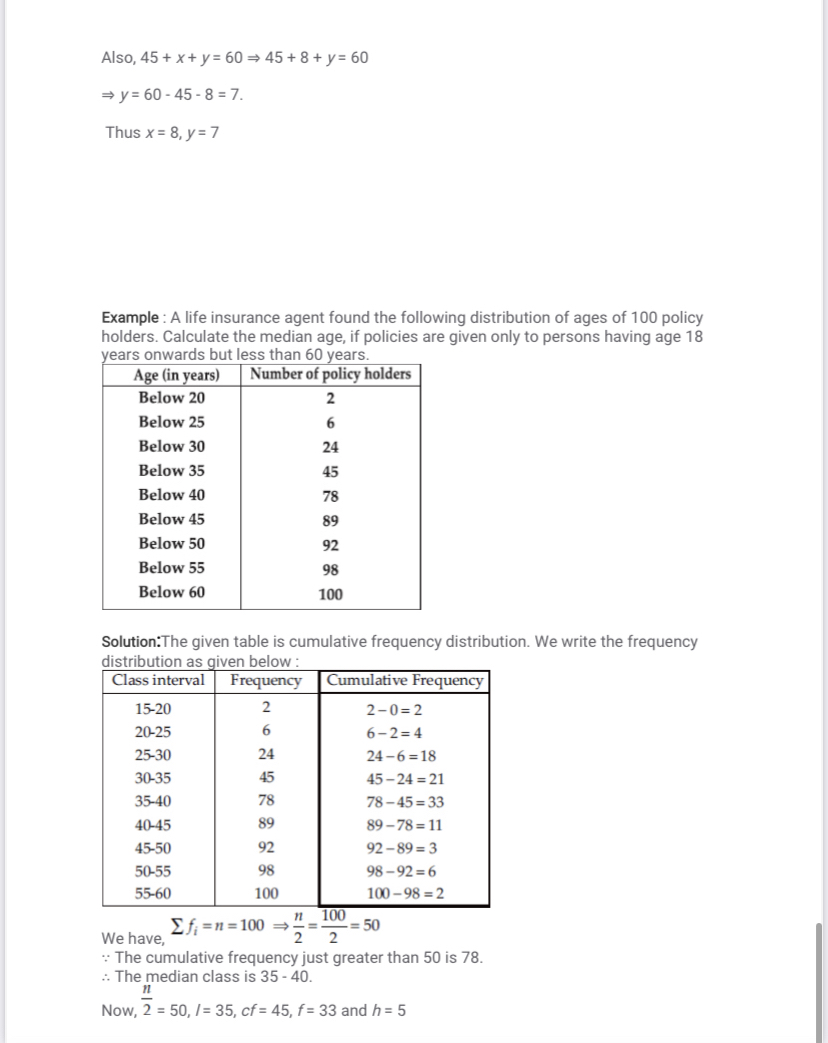 Also, 45 + x + y = 60 ⇒ 45 + 8 + y = 60
⇒ y = 60 - 45 - 8 = 7.
Thus x = 8, y = 7
Example : A life insurance agent found the following distribution of ages of 100 policy
holders. Calculate the median age, if policies are given only to persons having age 18
years onwards but less than 60 years.
Age (in years) Number of policy holders
Below 20 2
Below 25 6
Below 30 24
Below 35 45
Below 40 78
Below 45 89
Below 50 92
Below 55 98
Below 60 100
Solution:The given table is cumulative frequency distribution. We write the frequency
distribution as given below :
Class interval Frequency Cumulative Frequency
15-20 2 2 – 0 = 2
20-25 6 6 – 2 = 4
25-30 24 24 – 6 = 18
30-35 45 45 – 24 = 21
35-40 78 78 – 45 = 33
40-45 89 89 – 78 = 11
45-50 92 92 – 89 = 3
50-55 98 98 – 92 = 6
55-60 100 100 – 98 = 2
We have, Σ fᵢ = n = 100 ⇒ n/2 = 100/2 = 50
∵ The cumulative frequency just greater than 50 is 78.
∴ The median class is 35 - 40.
Now, n/2 = 50, l = 35, cf = 45, f = 33 and h = 5